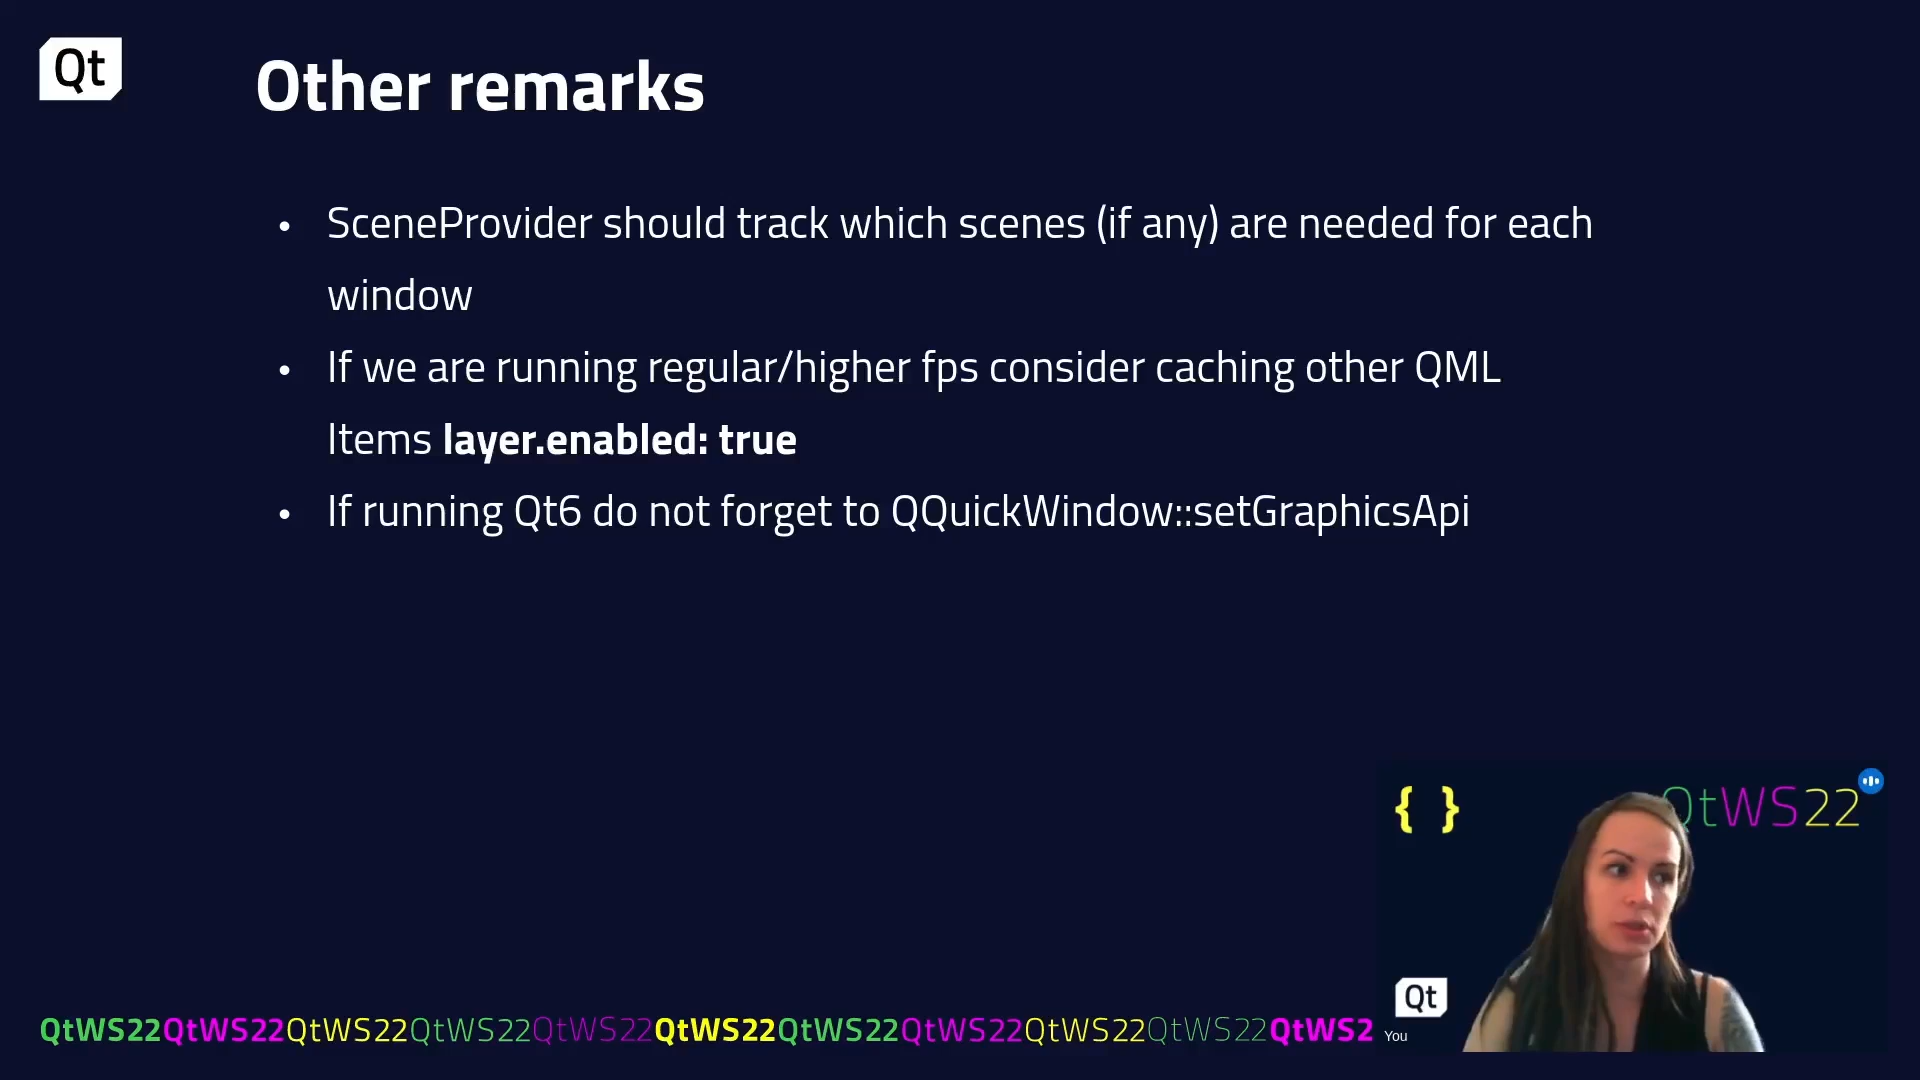 Qt
Other remarks
• SceneProvider should track which scenes (if any) are needed for each
window
• If we are running regular/higher fps consider caching other QML
Items layer.enabled: true
• If running Qt6 do not forget to QQuickWindow::setGraphicsApi
{ } QtWS22
Qt
You
QtWS22QtWS22QtWS22QtWS22QtWS22QtWS22QtWS22QtWS22QtWS22QtWS22QtWS2